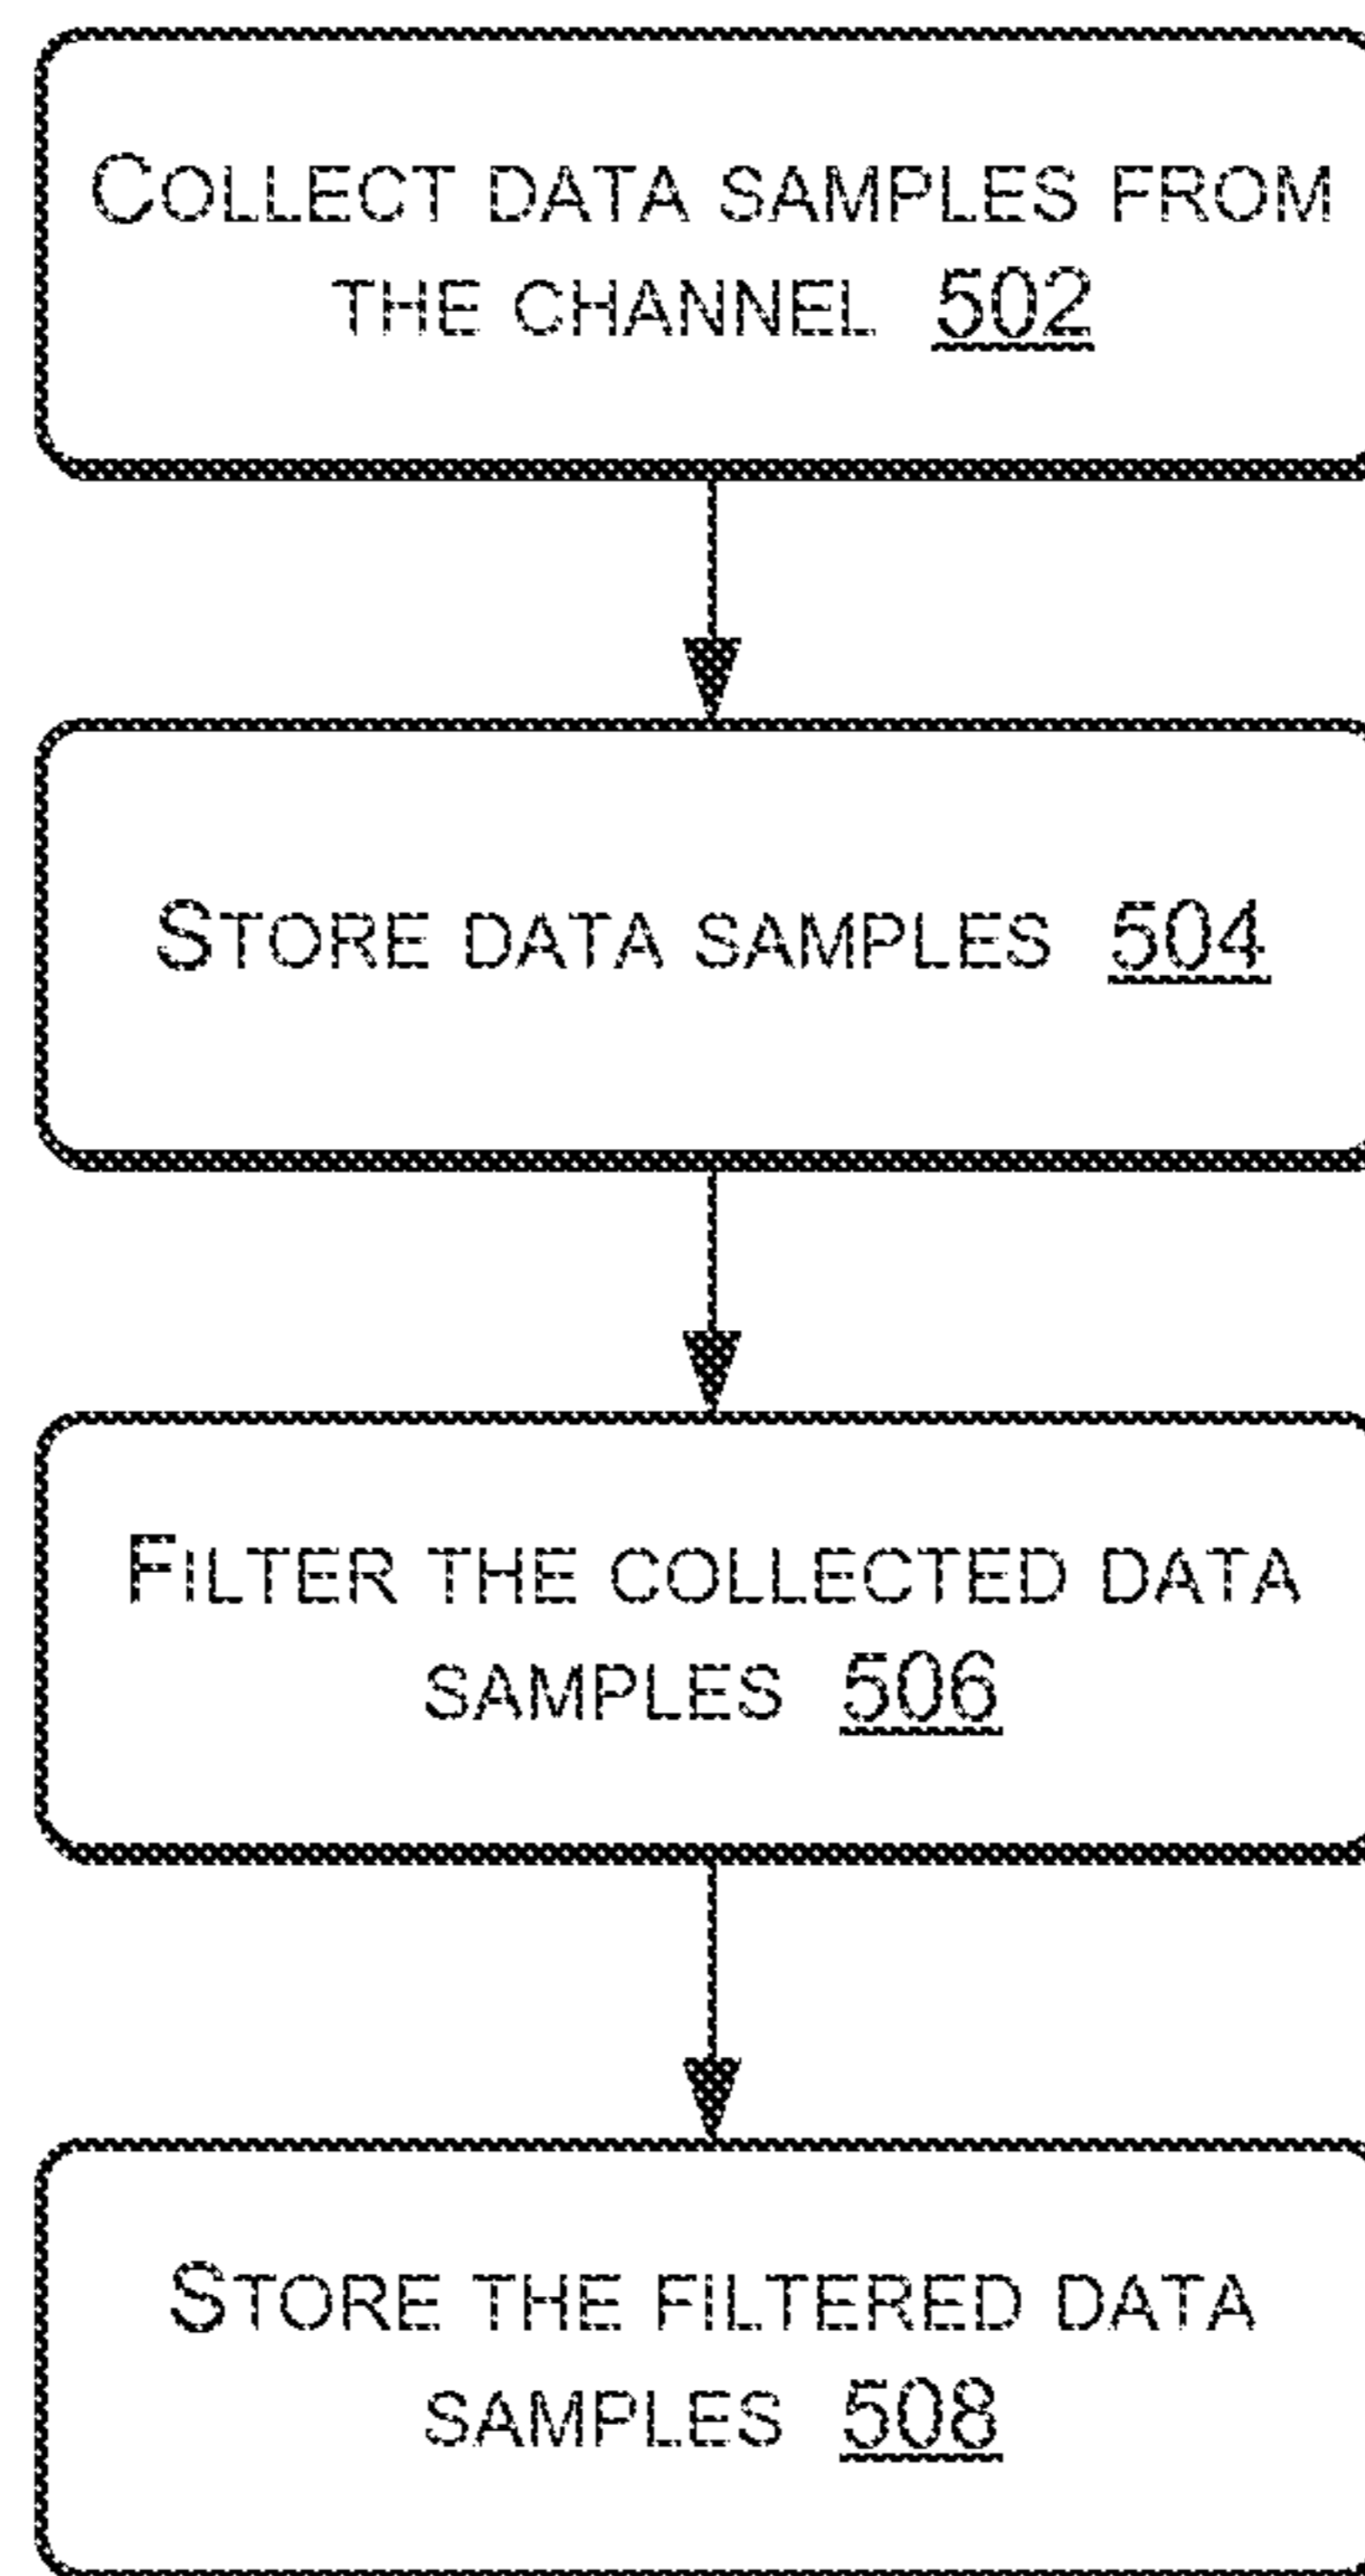 COLLECT DATA SAMPLES FROM
THE CHANNEL 502
STORE DATA SAMPLES 504
FILTER THE COLLECTED DATA
SAMPLES 506
STORE THE FILTERED DATA
SAMPLES 508